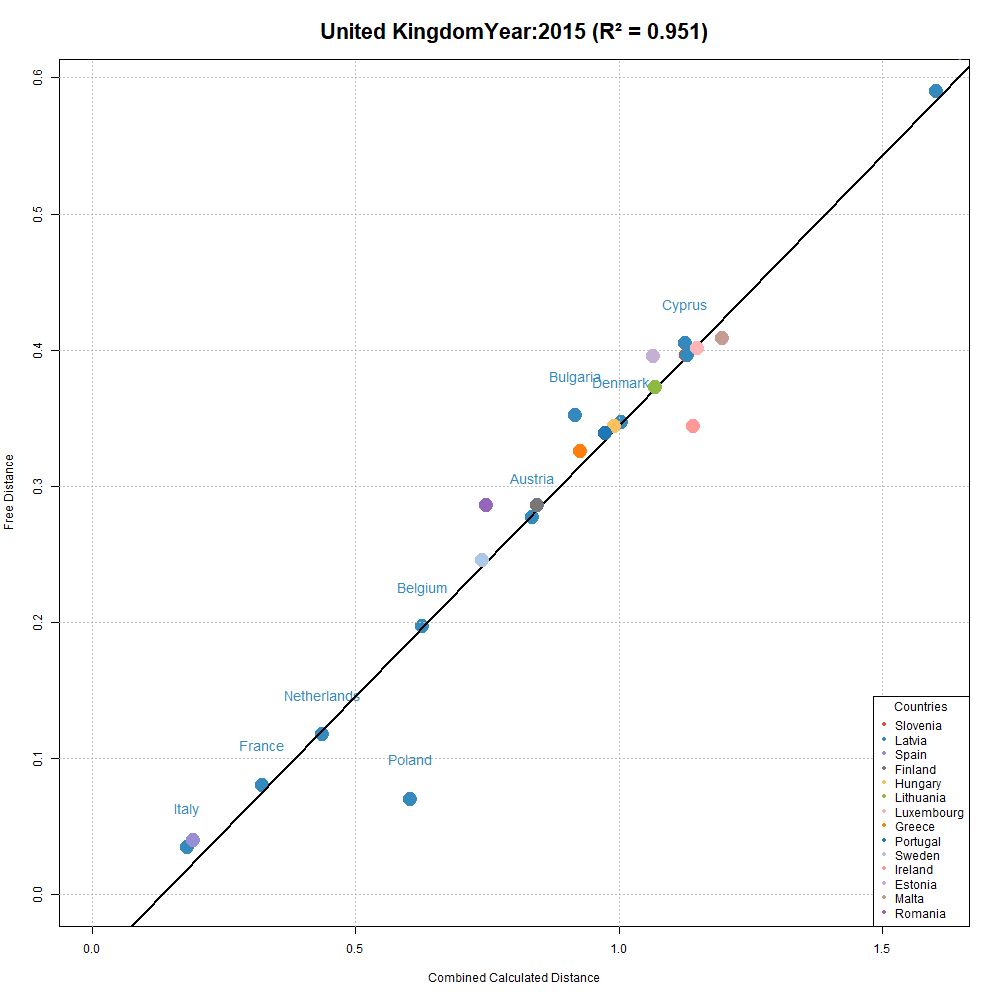 United KingdomYear:2015 (R² = 0.951)
0.6
0.5
Cyprus
0.4
Bulgaria
Denmark
Austria
0.3
Belgium
0.2
Netherlands
France
Poland
0.1
Italy
0.0
Free Distance
Countries
Slovenia
Latvia
Spain
Finland
Hungary
Lithuania
Luxembourg
Greece
Portugal
Sweden
Ireland
Estonia
Malta
Romania
0.0 0.5 1.0 1.5
Combined Calculated Distance